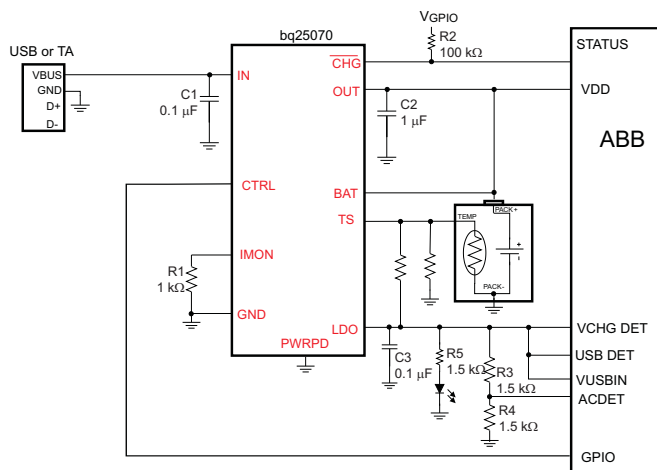 VGPIO
bq25070
R2
100 kΩ
STATUS
USB or TA
CHG
VBUS
IN
OUT
VDD
GND
C1
0.1 μF
C2
1 μF
D+
D-
ABB
CTRL
BAT
TS
TEMP
PACK+
+
-
IMON
R1
1 kΩ
PACK-
GND
LDO
VCHG DET
PWRPD
C3
0.1 μF
R5
1.5 kΩ
R3
1.5 kΩ
USB DET
VUSBIN
ACDET
R4
1.5 kΩ
GPIO